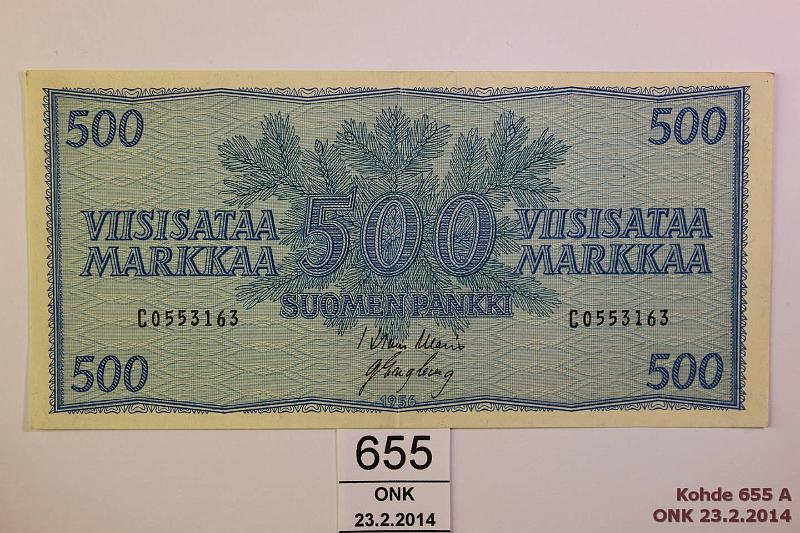 500 500
VIISISATAA 500 VIISISATAA
MARKKAA MARKKAA
SUOMEN PANKKI
C0553163 C0553163
500 500
1956
655
ONK
23.2.2014
Kohde 655 A
ONK 23.2.2014